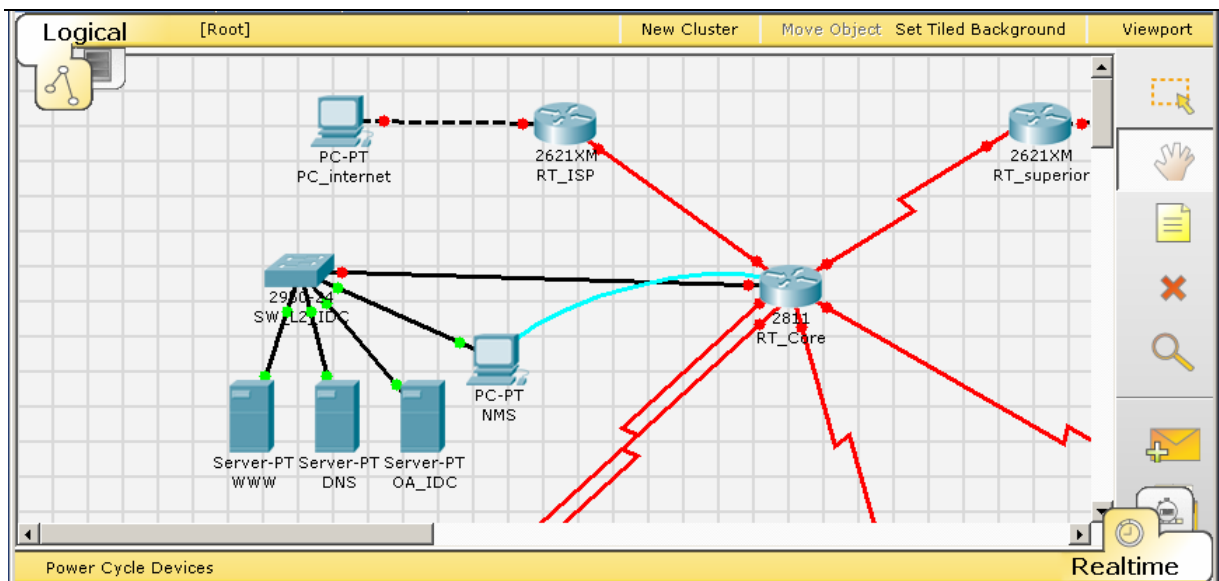 Logical
[Root]
New Cluster
Move Object
Set Tiled Background
Viewport
PC-PT
PC_internet
2621XM
RT_ISP
2621XM
RT_superior
2950-24
SW_L2_IDC
2811
RT_Core
PC-PT
NMS
Server-PT
WWW
Server-PT
DNS
Server-PT
OA_IDC
Power Cycle Devices
Realtime